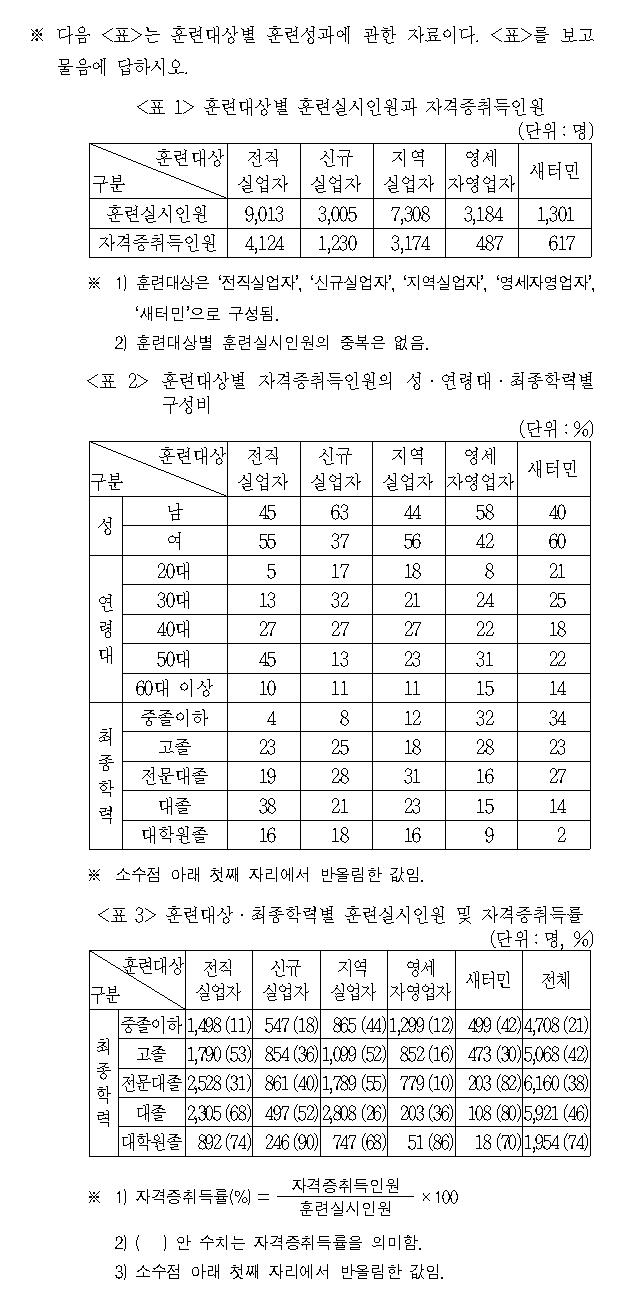 ※ 다음 <표>는 훈련대상별 훈련성과에 관한 자료이다. <표>를 보고
물음에 답하시오.
<표 1> 훈련대상별 훈련실시인원과 자격증취득인원
(단위 : 명)
훈련대상 전직 신규 지역 영세 새터민
구분 실업자 실업자 실업자 자영업자
훈련실시인원 9,013 3,005 7,308 3,184 1,301
자격증취득인원 4,124 1,230 3,174 487 617
※ 1) 훈련대상은 ‘전직실업자’, ‘신규실업자’, ‘지역실업자’, ‘영세자영업자’,
‘새터민’으로 구성됨.
2) 훈련대상별 훈련실시인원의 중복은 없음.
<표 2> 훈련대상별 자격증취득인원의 성·연령대·최종학력별
구성비
(단위 : %)
훈련대상 전직 신규 지역 영세 새터민
구분 실업자 실업자 실업자 자영업자
성 남 45 63 44 58 40
여 55 37 56 42 60
연령대 20대 5 17 18 8 21
30대 13 32 21 24 25
40대 27 27 27 22 18
50대 45 13 23 31 22
60대 이상 10 11 11 15 14
최종학력 중졸이하 4 8 12 32 34
고졸 23 25 18 28 23
전문대졸 19 28 31 16 27
대졸 38 21 23 15 14
대학원졸 16 18 16 9 2
※ 소수점 아래 첫째 자리에서 반올림한 값임.
<표 3> 훈련대상·최종학력별 훈련실시인원 및 자격증취득률
(단위 : 명, %)
훈련대상 전직 신규 지역 영세 새터민 전체
구분 실업자 실업자 실업자 자영업자
최종학력 중졸이하 1,498 (11) 547 (18) 865 (44) 1,299 (12) 499 (42) 4,708 (21)
고졸 1,790 (53) 854 (36) 1,099 (52) 852 (16) 473 (30) 5,068 (42)
전문대졸 2,528 (31) 861 (40) 1,789 (55) 779 (10) 203 (82) 6,160 (38)
대졸 2,305 (68) 497 (52) 2,808 (26) 203 (36) 108 (80) 5,921 (46)
대학원졸 892 (74) 246 (90) 747 (68) 51 (86) 18 (70) 1,954 (74)
※ 1) 자격증취득률(%) = 자격증취득인원 / 훈련실시인원 × 100
2) ( ) 안 수치는 자격증취득률을 의미함.
3) 소수점 아래 첫째 자리에서 반올림한 값임.